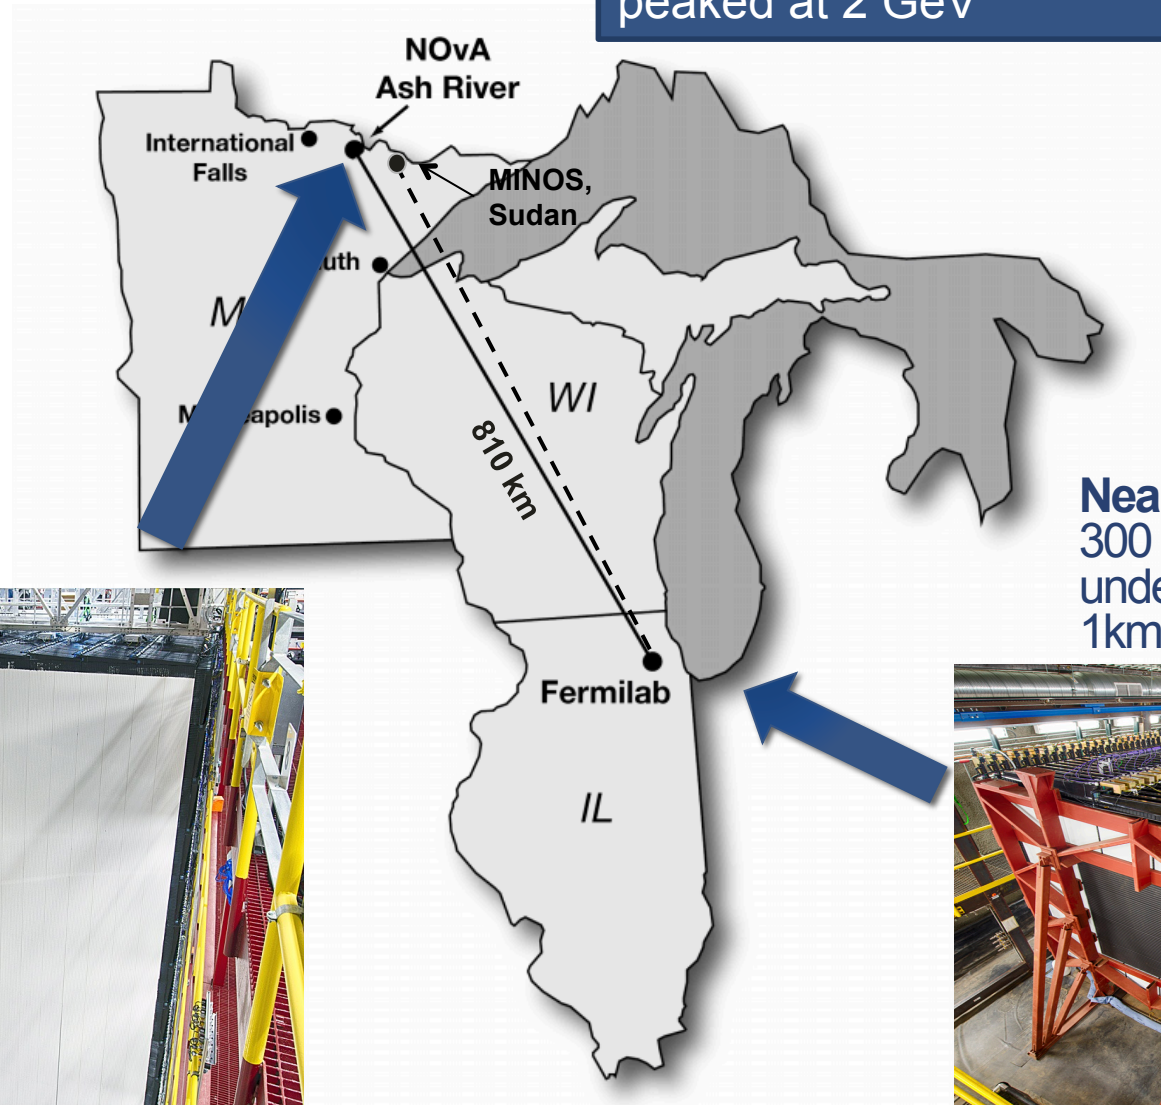 peaked at 2 GeV
NOvA
Ash River
International
Falls
MINOS,
Sudan
uth
M
M eapolis
WI
810 km
Nea
300
unde
1km
Fermilab
IL